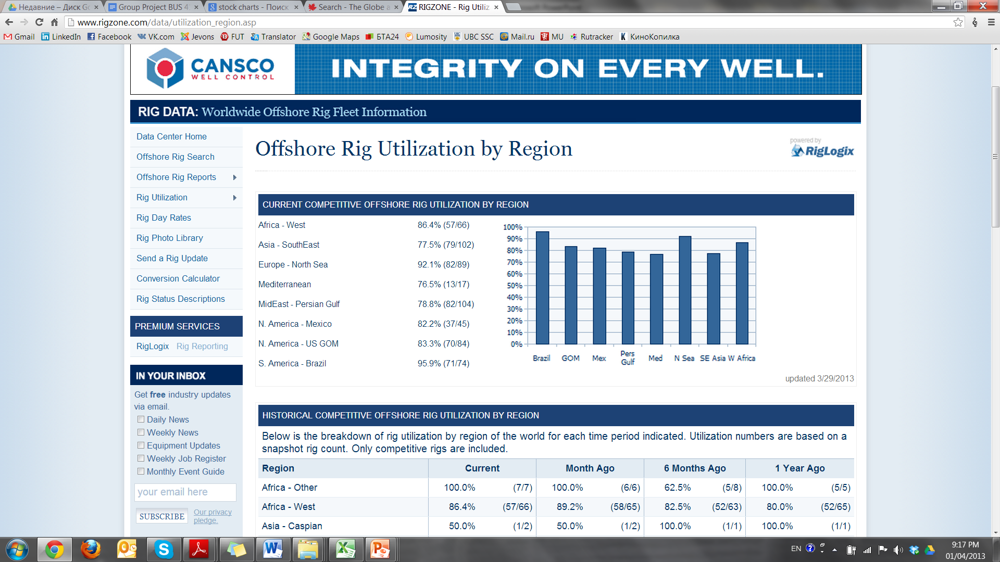 Недавние – Диск Go
Group Project BUS 4
stock charts - Поиск
Search - The Globe a
RIGZONE - Rig Utiliz
www.rigzone.com/data/utilization_region.asp
Gmail LinkedIn Facebook VK.com Jevons FUT Translator Google Maps БТА24 Lumosity UBC SSC Mail.ru MU Rutracker КиноКопилка
CANSCO
WELL CONTROL
INTEGRITY ON EVERY WELL.
RIG DATA: Worldwide Offshore Rig Fleet Information
Data Center Home
Offshore Rig Search
Offshore Rig Reports
Rig Utilization
Rig Day Rates
Rig Photo Library
Send a Rig Update
Conversion Calculator
Rig Status Descriptions
PREMIUM SERVICES
RigLogix Rig Reporting
IN YOUR INBOX
Get free industry updates
via email.
Daily News
Weekly News
Equipment Updates
Weekly Job Register
Monthly Event Guide
your email here
SUBSCRIBE
Our privacy
pledge.
Offshore Rig Utilization by Region
powered by
RigLogix
CURRENT COMPETITIVE OFFSHORE RIG UTILIZATION BY REGION
Africa - West 86.4% (57/66)
Asia - SouthEast 77.5% (79/102)
Europe - North Sea 92.1% (82/89)
Mediterranean 76.5% (13/17)
MidEast - Persian Gulf 78.8% (82/104)
N. America - Mexico 82.2% (37/45)
N. America - US GOM 83.3% (70/84)
S. America - Brazil 95.9% (71/74)
100%
90%
80%
70%
60%
50%
40%
30%
20%
10%
0%
Brazil GOM Mex Pers Gulf Med N Sea SE Asia W Africa
updated 3/29/2013
HISTORICAL COMPETITIVE OFFSHORE RIG UTILIZATION BY REGION
Below is the breakdown of rig utilization by region of the world for each time period indicated. Utilization numbers are based on a
snapshot rig count. Only competitive rigs are included.
Region Current Month Ago 6 Months Ago 1 Year Ago
Africa - Other 100.0% (7/7) 100.0% (6/6) 62.5% (5/8) 100.0% (5/5)
Africa - West 86.4% (57/66) 89.2% (58/65) 82.5% (52/63) 80.0% (52/65)
Asia - Caspian 50.0% (1/2) 50.0% (1/2) 100.0% (1/1) 100.0% (1/1)
EN
9:17 PM
01/04/2013